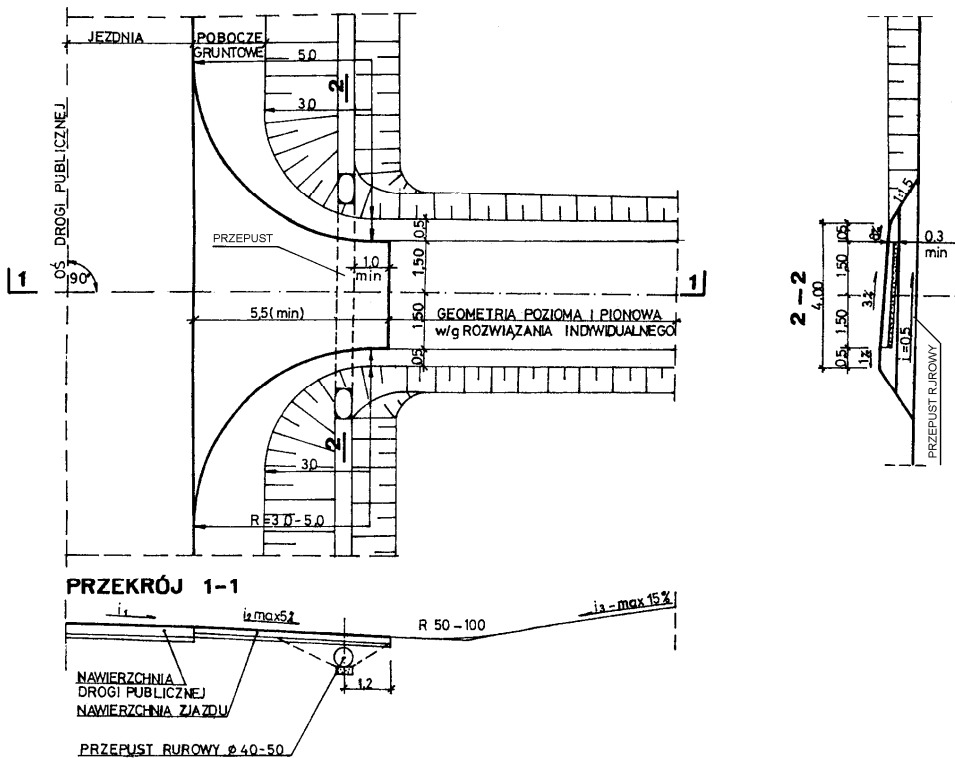 JEZDNIA
POBOCZE
GRUNTOWE
5,0
2
3,0
OŚ DROGI PUBLICZNEJ
90°
PRZEPUST
1,0
min
0,5
1,50
1
1
5,5(min)
GEOMETRIA POZIOMA I PIONOWA
w/g ROZWIĄZANIA INDYWIDUALNEGO
1,50
0,5
2
3,0
R=3,0-5,0
1:1,5
0,5
1,50
1,50
0,5
4.00
2-2
0.3
min
3%
i=0,5
PRZEPUST RUROWY
PRZEKRÓJ 1-1
i₁
i₂ max 5%
R 50-100
i₃-max 15%
1,2
NAWIERZCHNIA
DROGI PUBLICZNEJ
NAWIERZCHNIA ZJAZDU
PRZEPUST RUROWY ø 40-50